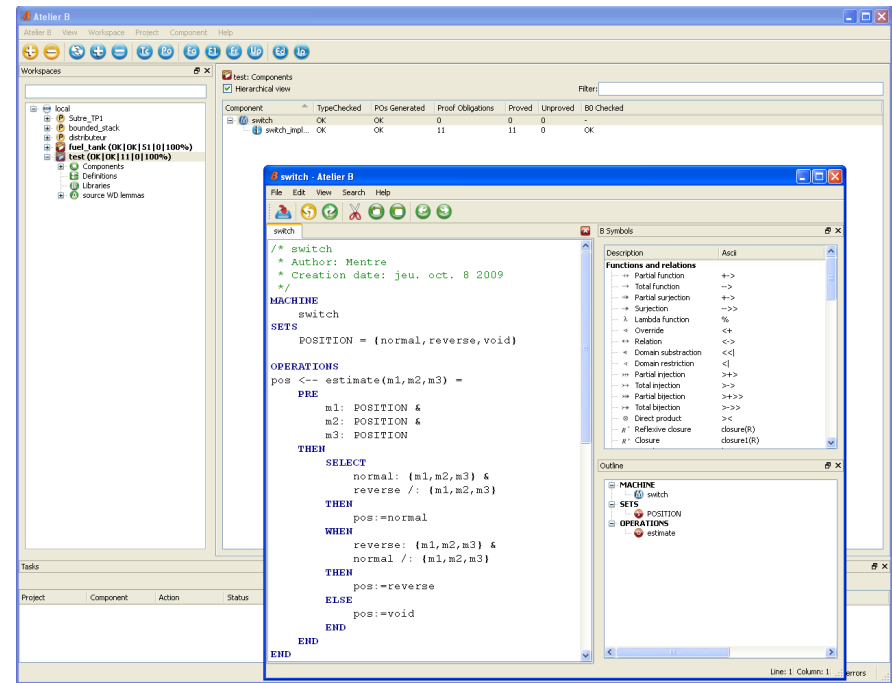 Atelier B
Atelier B View Workspace Project Component Help
Tc Po F0 F1 Fr Up Ed Ip
Workspaces
test: Components
Hierarchical view
Filter:
Component TypeChecked POs Generated Proof Obligations Proved Unproved B0 Checked
switch OK OK 0 0 0 -
switch_impl... OK OK 11 11 0 OK
local
Sutre_TP1
bounded_stack
distributeur
fuel_tank (OK|OK|51|0|100%)
test (OK|OK|11|0|100%)
Components
Definitions
Libraries
source WD lemmas
Tasks
Project Component Action Status
switch - Atelier B
File Edit View Search Help
switch
/* switch
 * Author: Mentre
 * Creation date: jeu. oct. 8 2009
 */
MACHINE
switch
SETS
POSITION = {normal,reverse,void}
OPERATIONS
pos <-- estimate(m1,m2,m3) =
PRE
m1: POSITION &
m2: POSITION &
m3: POSITION
THEN
SELECT
normal: {m1,m2,m3} &
reverse /: {m1,m2,m3}
THEN
pos:=normal
WHEN
reverse: {m1,m2,m3} &
normal /: {m1,m2,m3}
THEN
pos:=reverse
ELSE
pos:=void
END
END
END
B Symbols
Description Ascii
Functions and relations
Partial function +->
→ Total function -->
Partial surjection +->
Surjection -->>
λ Lambda function %
Override <+
↔ Relation <->
Domain substraction <<|
Domain restriction <|
Partial injection >+>
Total injection >->
Partial bijection >+>>
Total bijection >->>
⊗ Direct product ><
R* Reflexive closure closure(R)
R+ Closure closure1(R)
Outline
MACHINE
switch
SETS
POSITION
OPERATIONS
estimate
Line: 1 Column: 1
errors